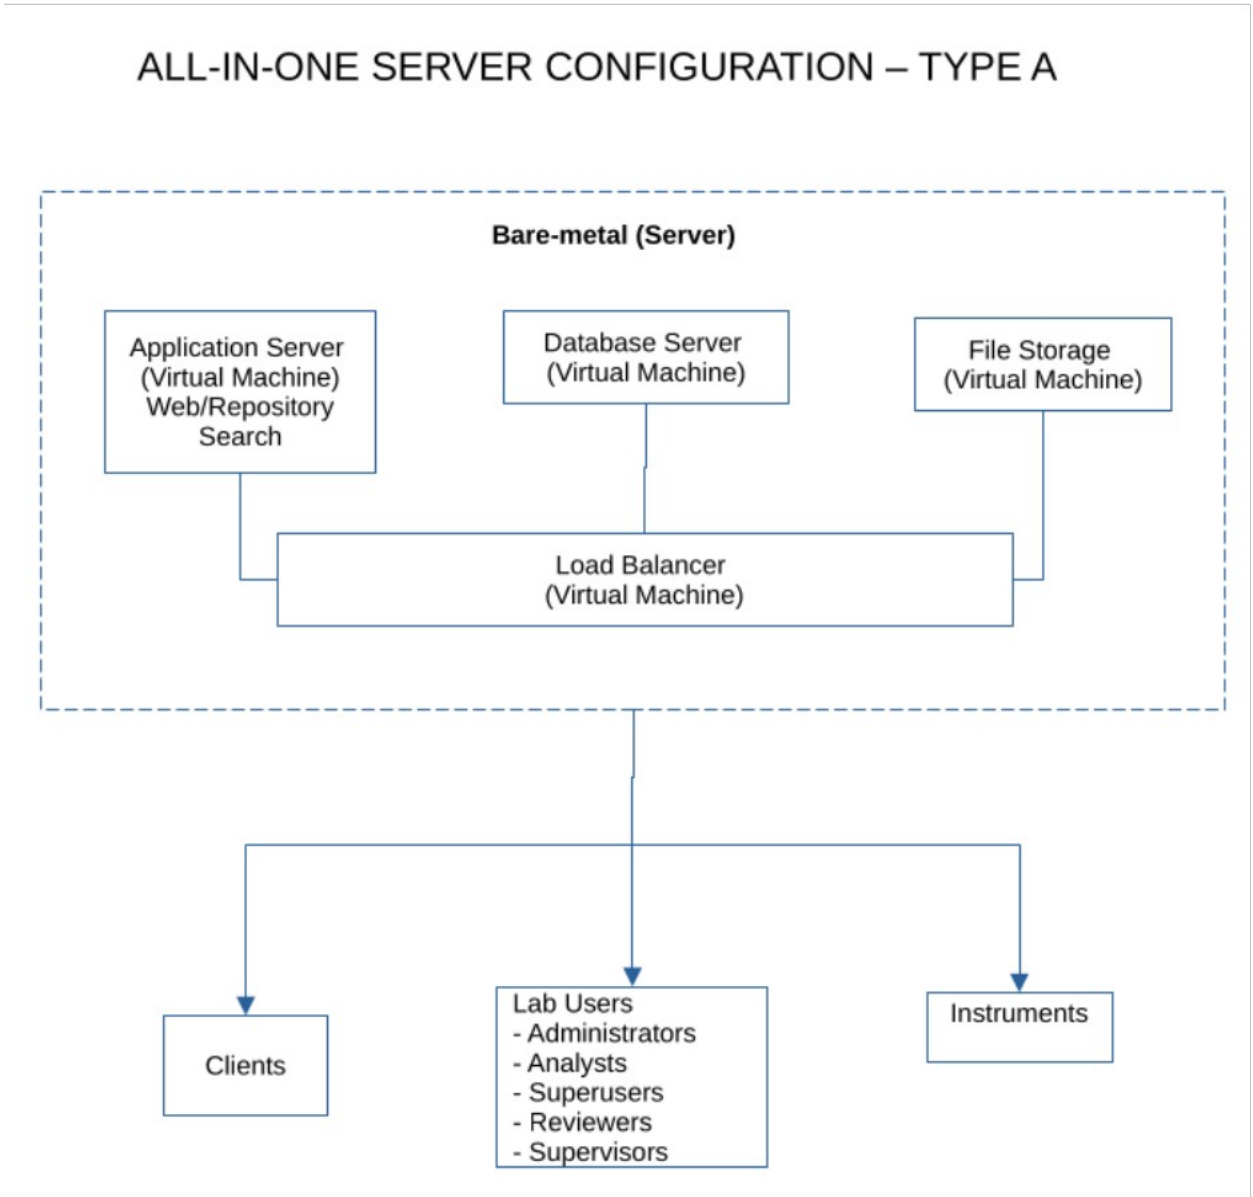 ALL-IN-ONE SERVER CONFIGURATION – TYPE A
Bare-metal (Server)
Application Server
(Virtual Machine)
Web/Repository
Search
Database Server
(Virtual Machine)
File Storage
(Virtual Machine)
Load Balancer
(Virtual Machine)
Clients
Lab Users
- Administrators
- Analysts
- Superusers
- Reviewers
- Supervisors
Instruments